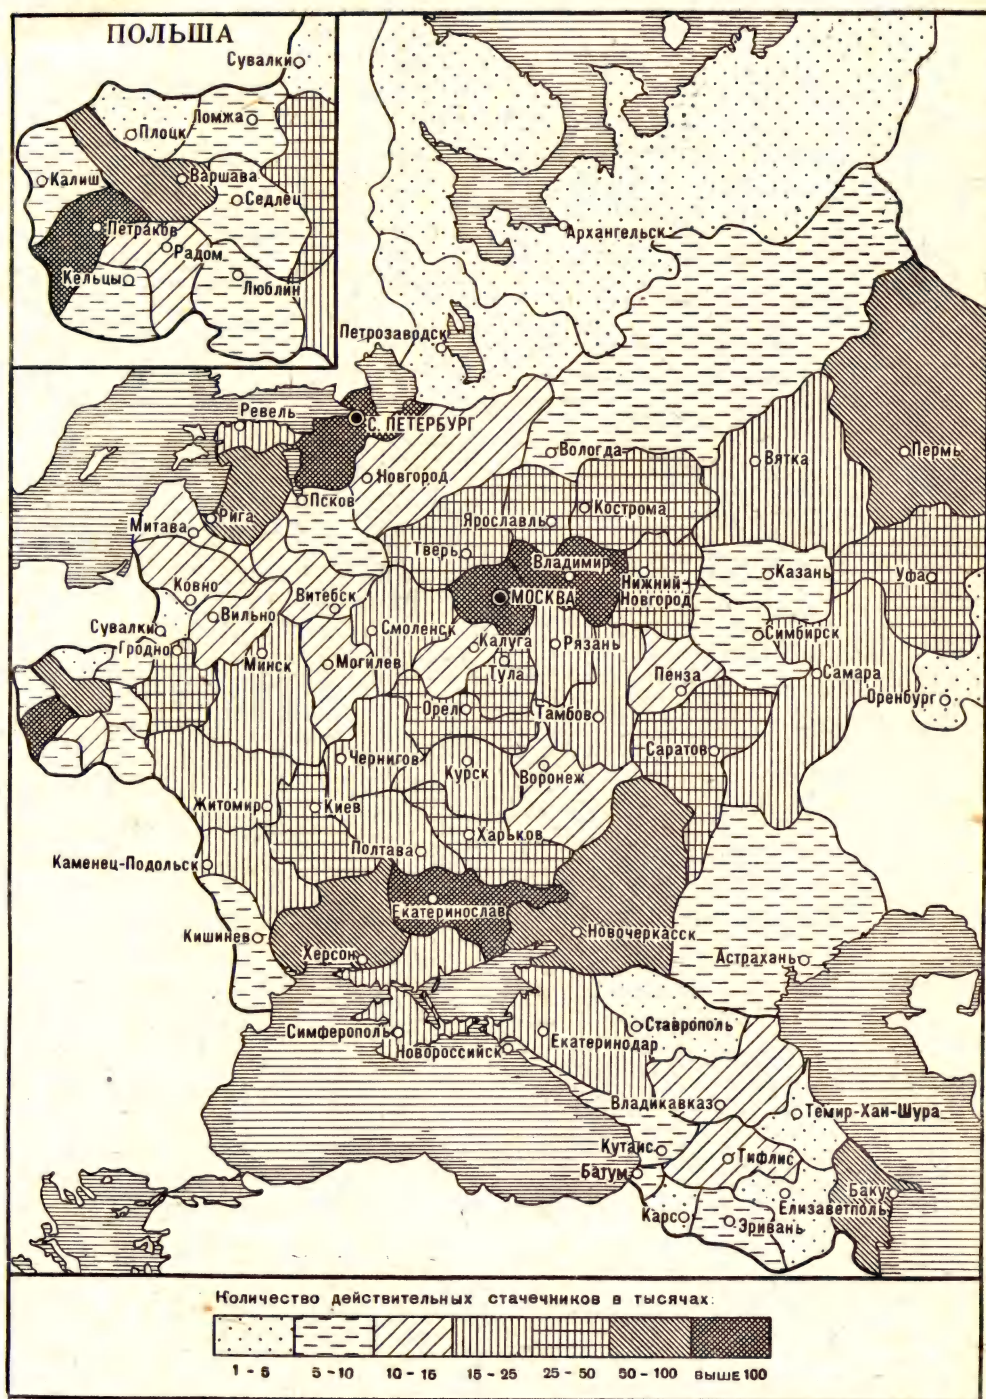 ПОЛЬША
Сувалки
Ломжа
Плоцк
Калиш
Варшава
Седлец
Петраков
Радом
Кельцы
Люблин
Архангельск
Петрозаводск
Ревель
С. ПЕТЕРБУРГ
Вологда
Вятка
Пермь
Новгород
Псков
Кострома
Ярославль
Рига
Митава
Тверь
Владимир
Нижний-
Новгород
Казань
Уфа
Ковно
Вильно
Витебск
МОСКВА
Сувалки
Гродно
Минск
Смоленск
Калуга
Рязань
Симбирск
Могилев
Тула
Пенза
Самара
Орел
Тамбов
Оренбург
Чернигов
Курск
Воронеж
Саратов
Житомир
Киев
Харьков
Полтава
Каменец-Подольск
Екатеринослав
Кишинев
Новочеркасск
Херсон
Астрахань
Симферополь
Новороссийск
Екатеринодар
Ставрополь
Владикавказ
Темир-Хан-Шура
Кутаис
Тифлис
Батум
Баку
Елизаветполь
Карс
Эривань
Количество действительных стачечников в тысячах:
1 - 5 5 - 10 10 - 15 15 - 25 25 - 50 50 - 100 ВЫШЕ 100